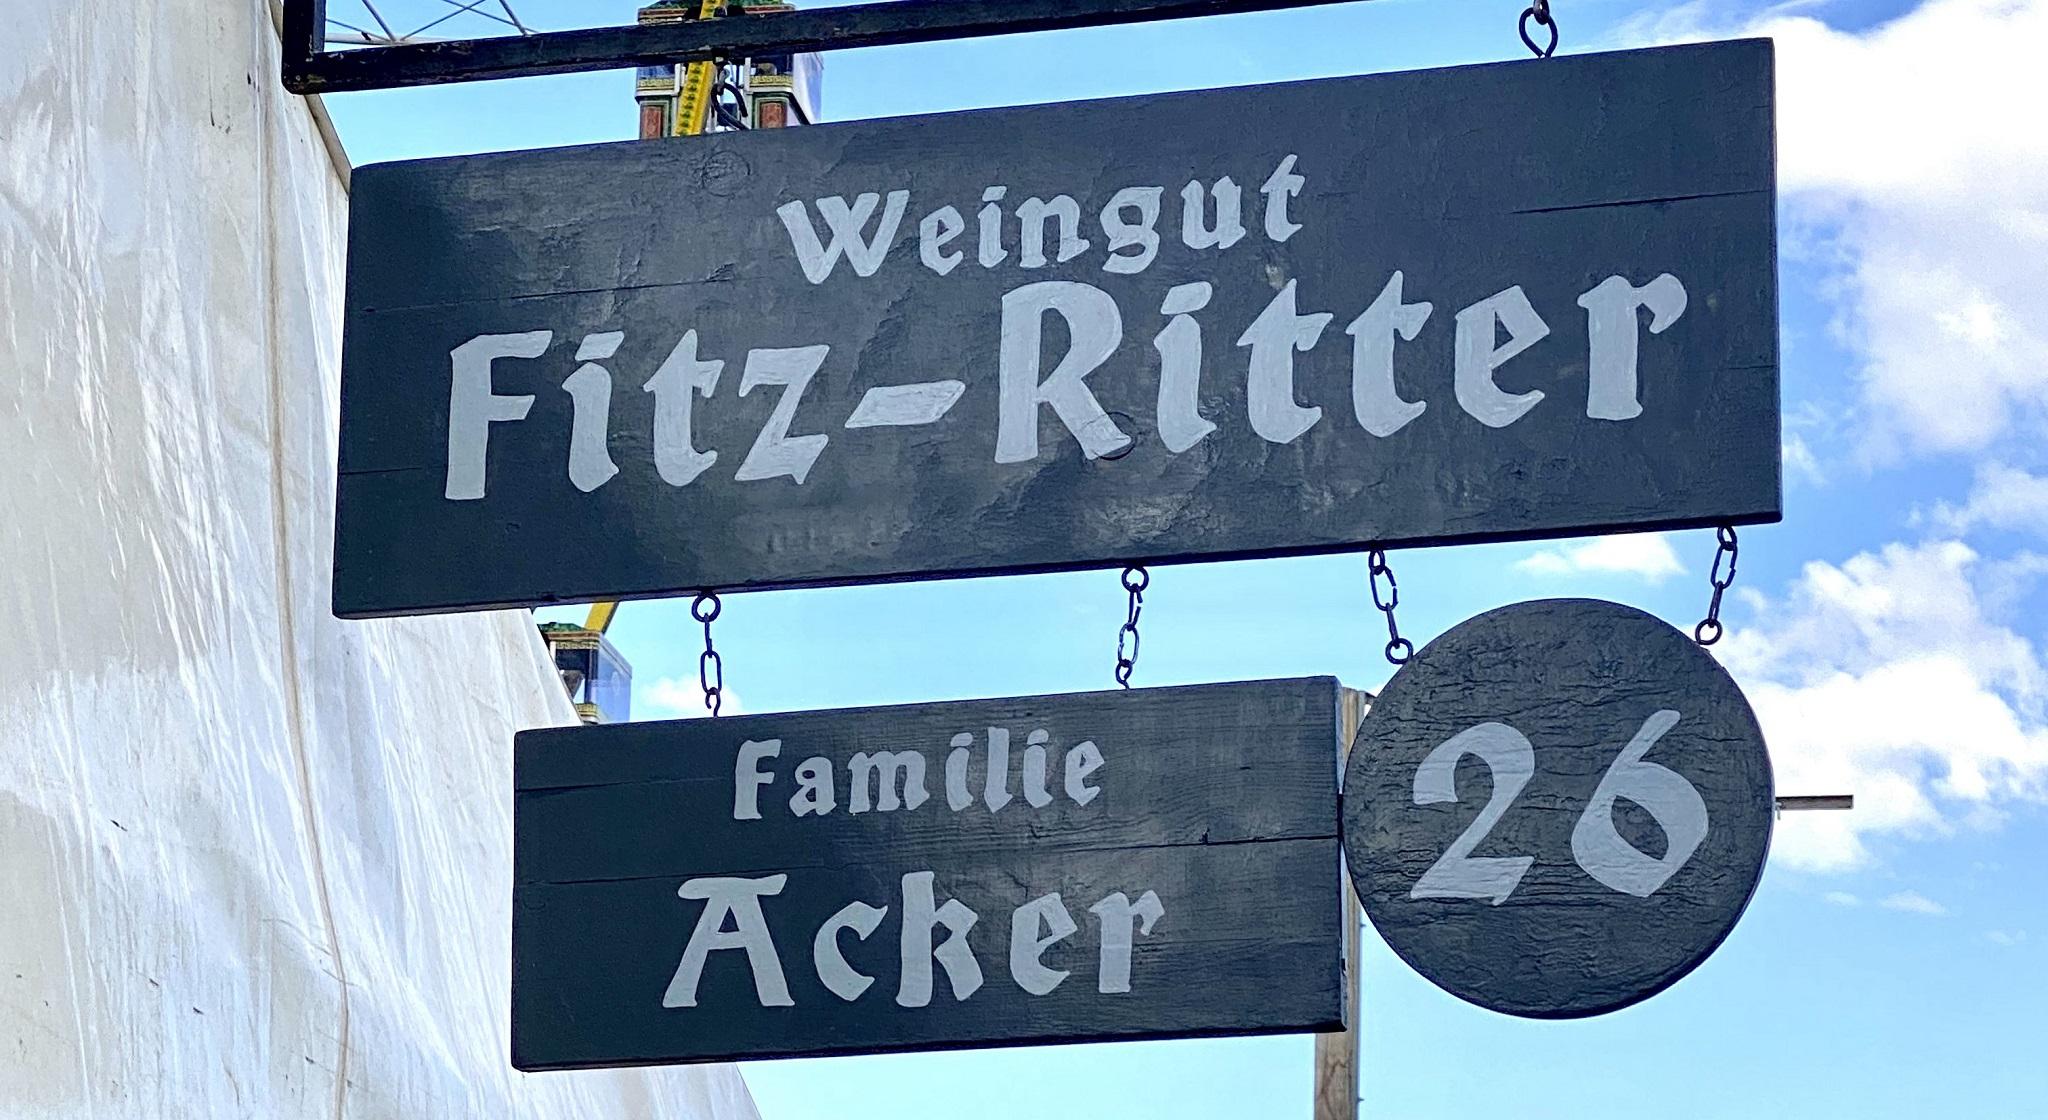 Weingut
Fitz-Ritter
Familie
Acker
26